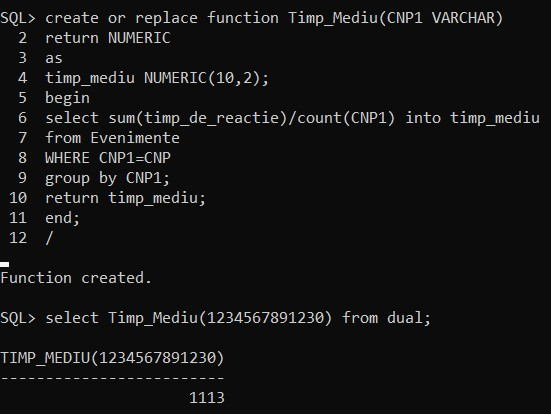 SQL> create or replace function Timp_Mediu(CNP1 VARCHAR)
2 return NUMERIC
3 as
4 timp_mediu NUMERIC(10,2);
5 begin
6 select sum(timp_de_reactie)/count(CNP1) into timp_mediu
7 from Evenimente
8 WHERE CNP1=CNP
9 group by CNP1;
10 return timp_mediu;
11 end;
12 /
Function created.
SQL> select Timp_Mediu(1234567891230) from dual;
TIMP_MEDIU(1234567891230)
-------------------------
1113